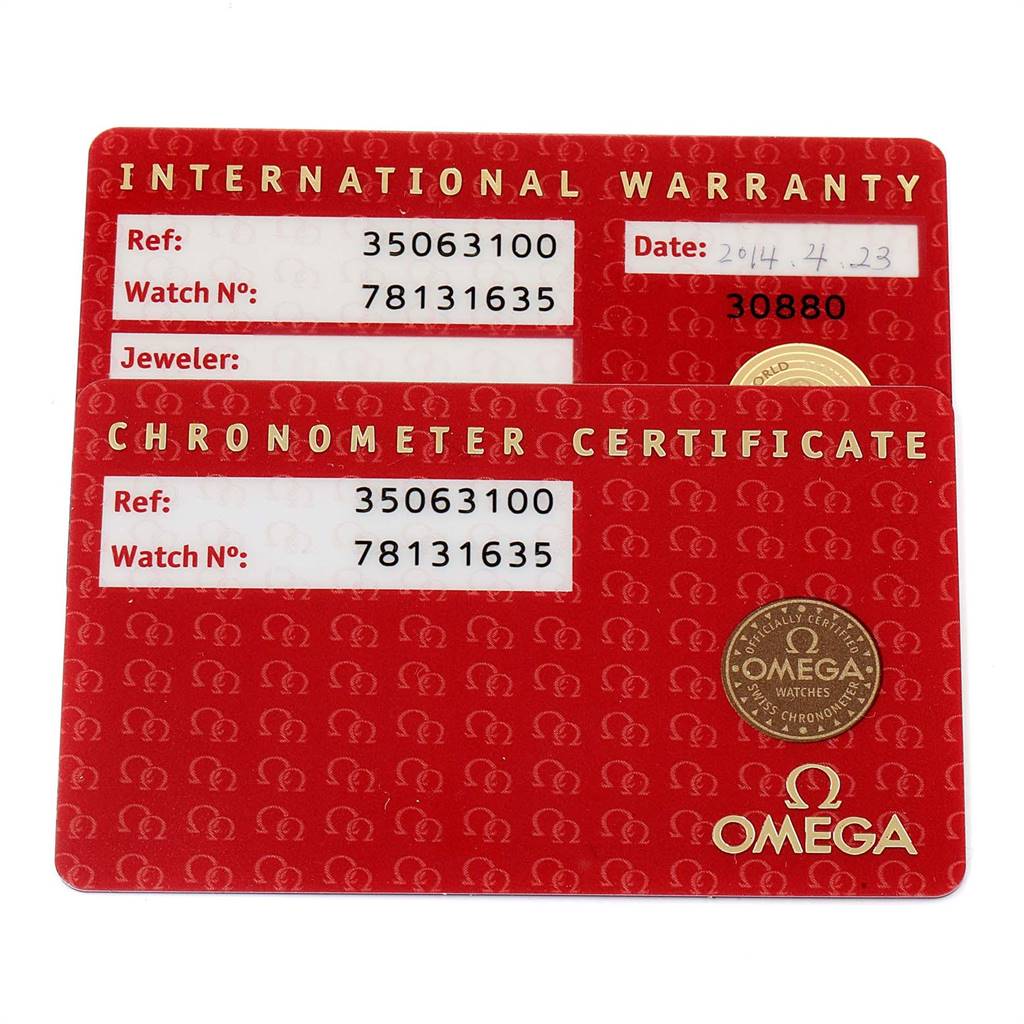 INTERNATIONAL WARRANTY
Ref: 35063100
Watch Nº: 78131635
Date: 2014.4.23
30880
Jeweler:
ORLD
CHRONOMETER CERTIFICATE
Ref: 35063100
Watch Nº: 78131635
OFFICIALLY CERTIFIED
Ω
OMEGA
WATCHES
SWISS CHRONOMETER
Ω
OMEGA